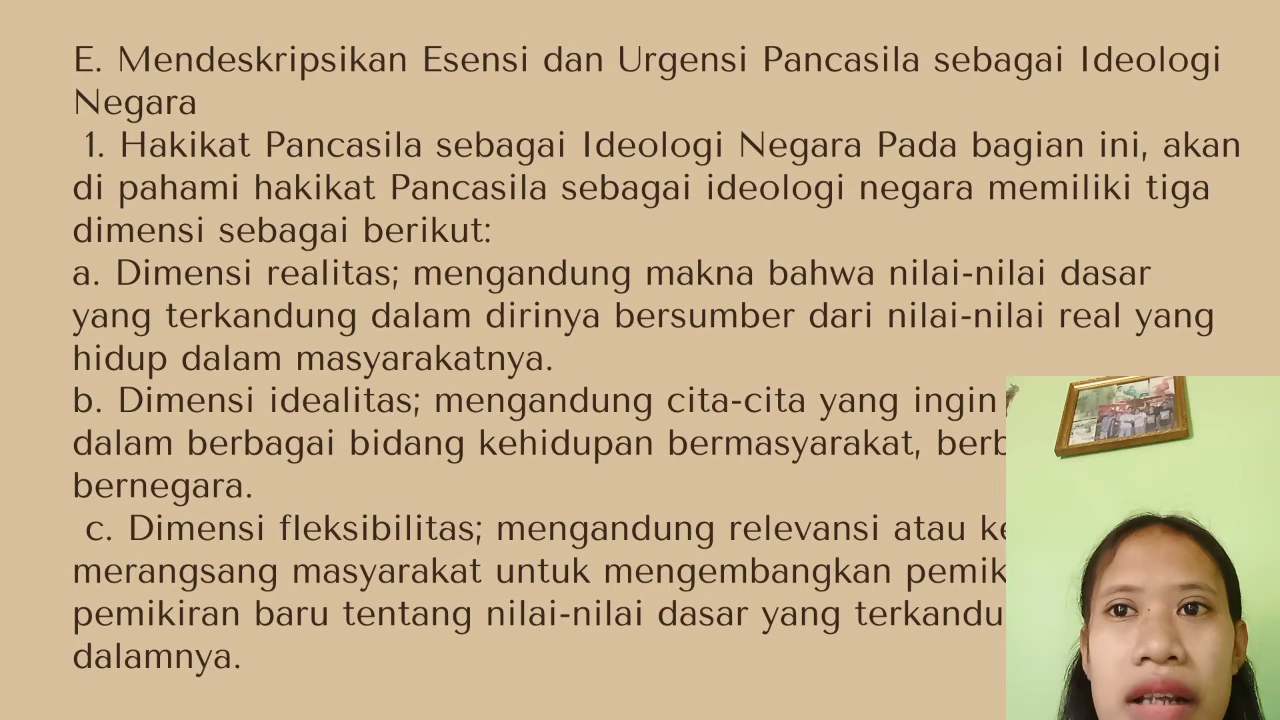 E. Mendeskripsikan Esensi dan Urgensi Pancasila sebagai Ideologi
Negara
1. Hakikat Pancasila sebagai Ideologi Negara Pada bagian ini, akan
di pahami hakikat Pancasila sebagai ideologi negara memiliki tiga
dimensi sebagai berikut:
a. Dimensi realitas; mengandung makna bahwa nilai-nilai dasar
yang terkandung dalam dirinya bersumber dari nilai-nilai real yang
hidup dalam masyarakatnya.
b. Dimensi idealitas; mengandung cita-cita yang ingin
dalam berbagai bidang kehidupan bermasyarakat,
bernegara.
c. Dimensi fleksibilitas; mengandung relevansi atau
merangsang masyarakat untuk mengembangkan
pemikiran baru tentang nilai-nilai dasar yang
dalamnya.